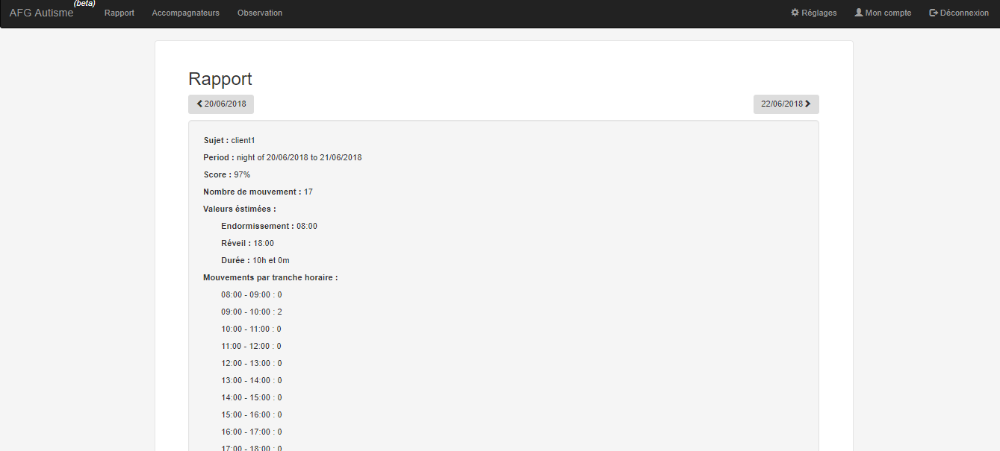 AFG Autisme (beta) Rapport Accompagnateurs Observation Réglages Mon compte Déconnexion
Rapport
20/06/2018 22/06/2018
Sujet : client1
Period : night of 20/06/2018 to 21/06/2018
Score : 97%
Nombre de mouvement : 17
Valeurs éstimées :
Endormissement : 08:00
Réveil : 18:00
Durée : 10h et 0m
Mouvements par tranche horaire :
08:00 - 09:00 : 0
09:00 - 10:00 : 2
10:00 - 11:00 : 0
11:00 - 12:00 : 0
12:00 - 13:00 : 0
13:00 - 14:00 : 0
14:00 - 15:00 : 0
15:00 - 16:00 : 0
16:00 - 17:00 : 0
17:00 - 18:00 : 0